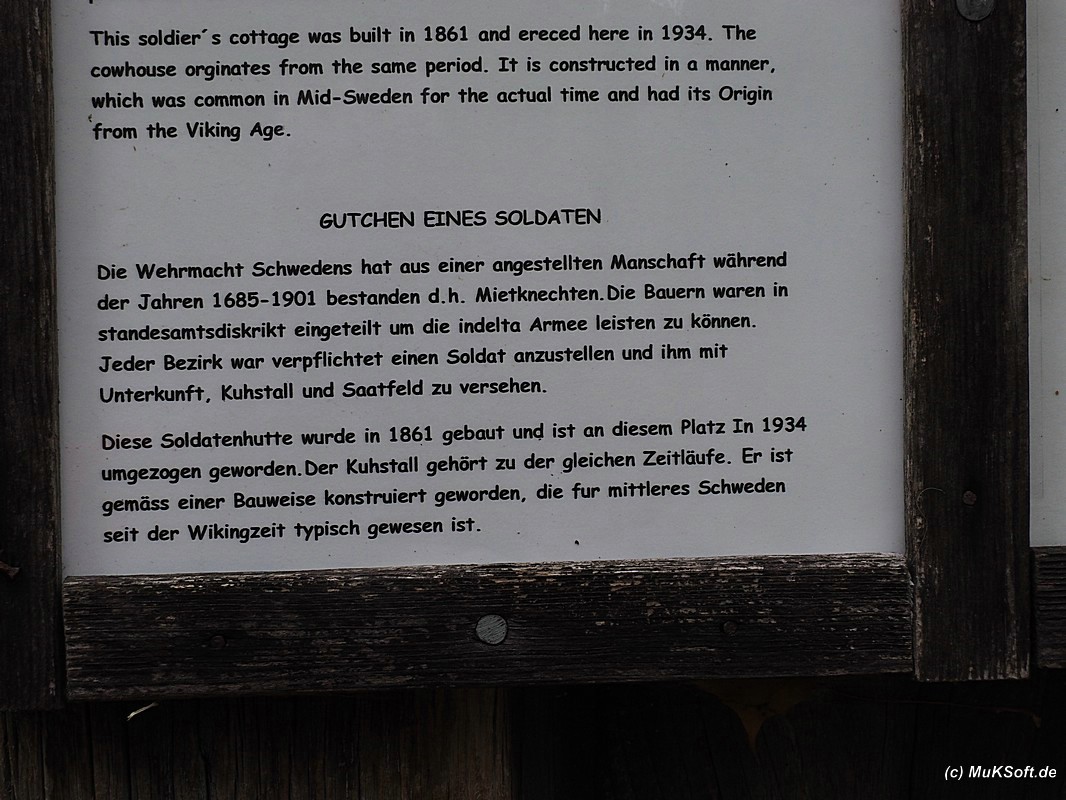 This soldier´s cottage was built in 1861 and ereced here in 1934. The
cowhouse orginates from the same period. It is constructed in a manner,
which was common in Mid-Sweden for the actual time and had its Origin
from the Viking Age.
GUTCHEN EINES SOLDATEN
Die Wehrmacht Schwedens hat aus einer angestellten Manschaft während
der Jahren 1685-1901 bestanden d.h. Mietknechten.Die Bauern waren in
standesamtsdiskrikt eingeteilt um die indelta Armee leisten zu können.
Jeder Bezirk war verpflichtet einen Soldat anzustellen und ihm mit
Unterkunft, Kuhstall und Saatfeld zu versehen.
Diese Soldatenhutte wurde in 1861 gebaut und ist an diesem Platz In 1934
umgezogen geworden.Der Kuhstall gehört zu der gleichen Zeitläufe. Er ist
gemäss einer Bauweise konstruiert geworden, die fur mittleres Schweden
seit der Wikingzeit typisch gewesen ist.
(c) MuKSoft.de